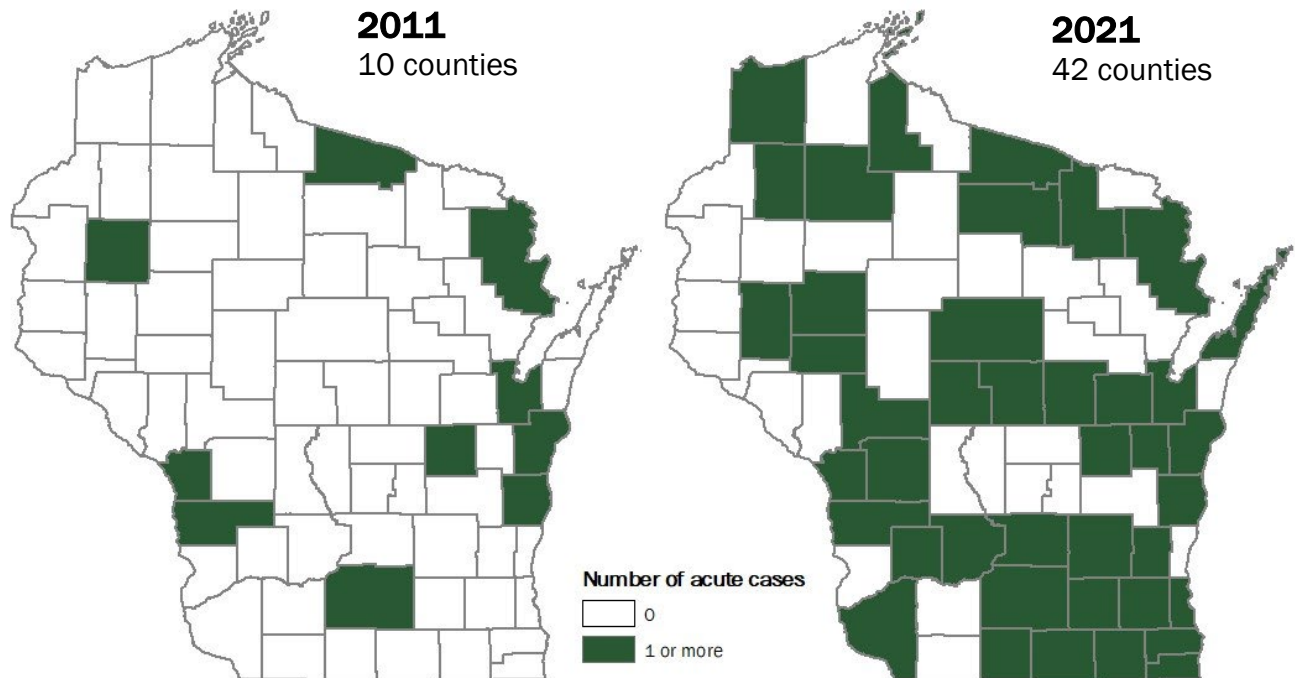 2011
10 counties
2021
42 counties
Number of acute cases
0
1 or more